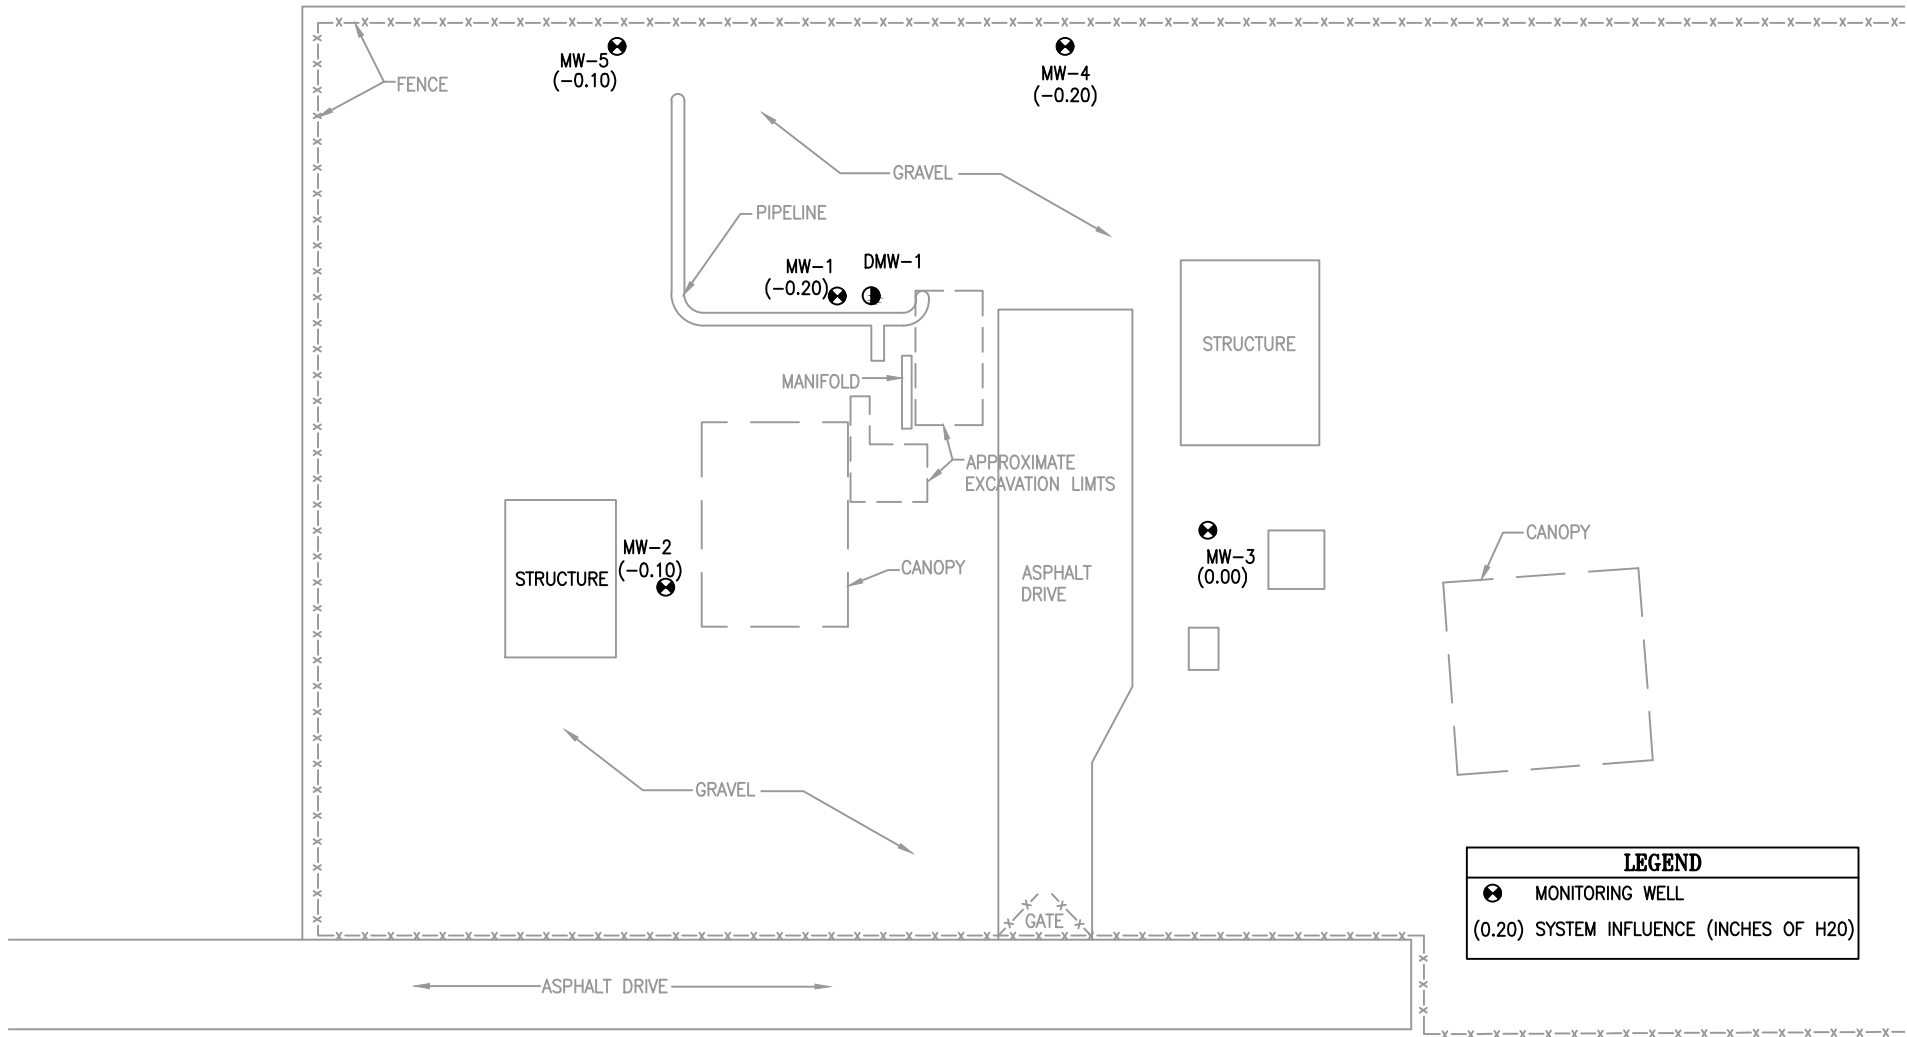 MW-5
(-0.10)
MW-4
(-0.20)
FENCE
GRAVEL
PIPELINE
MW-1
(-0.20)
DMW-1
STRUCTURE
MANIFOLD
APPROXIMATE
EXCAVATION LIMTS
MW-2
(-0.10)
STRUCTURE
CANOPY
ASPHALT
DRIVE
MW-3
(0.00)
CANOPY
GRAVEL
GATE
ASPHALT DRIVE
LEGEND
MONITORING WELL
(0.20) SYSTEM INFLUENCE (INCHES OF H20)